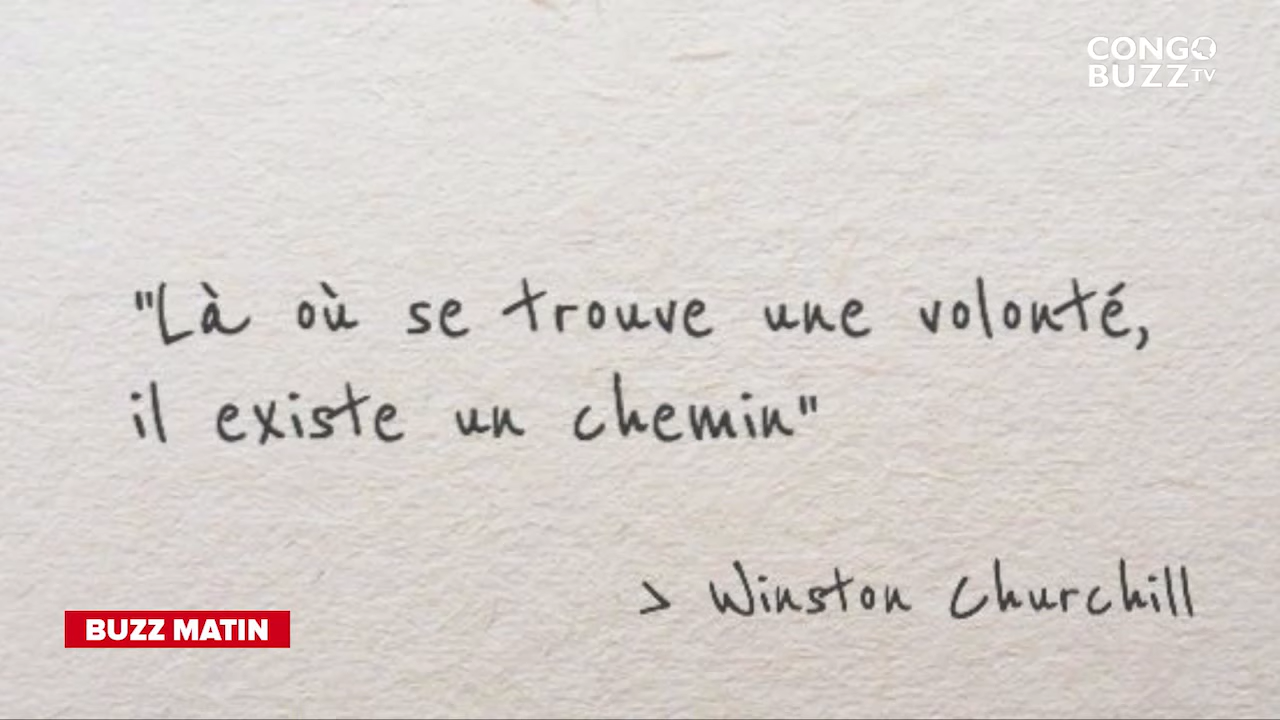 CONGO
BUZZ TV
"Là où se trouve une volonté,
il existe un chemin"
> Winston Churchill
BUZZ MATIN